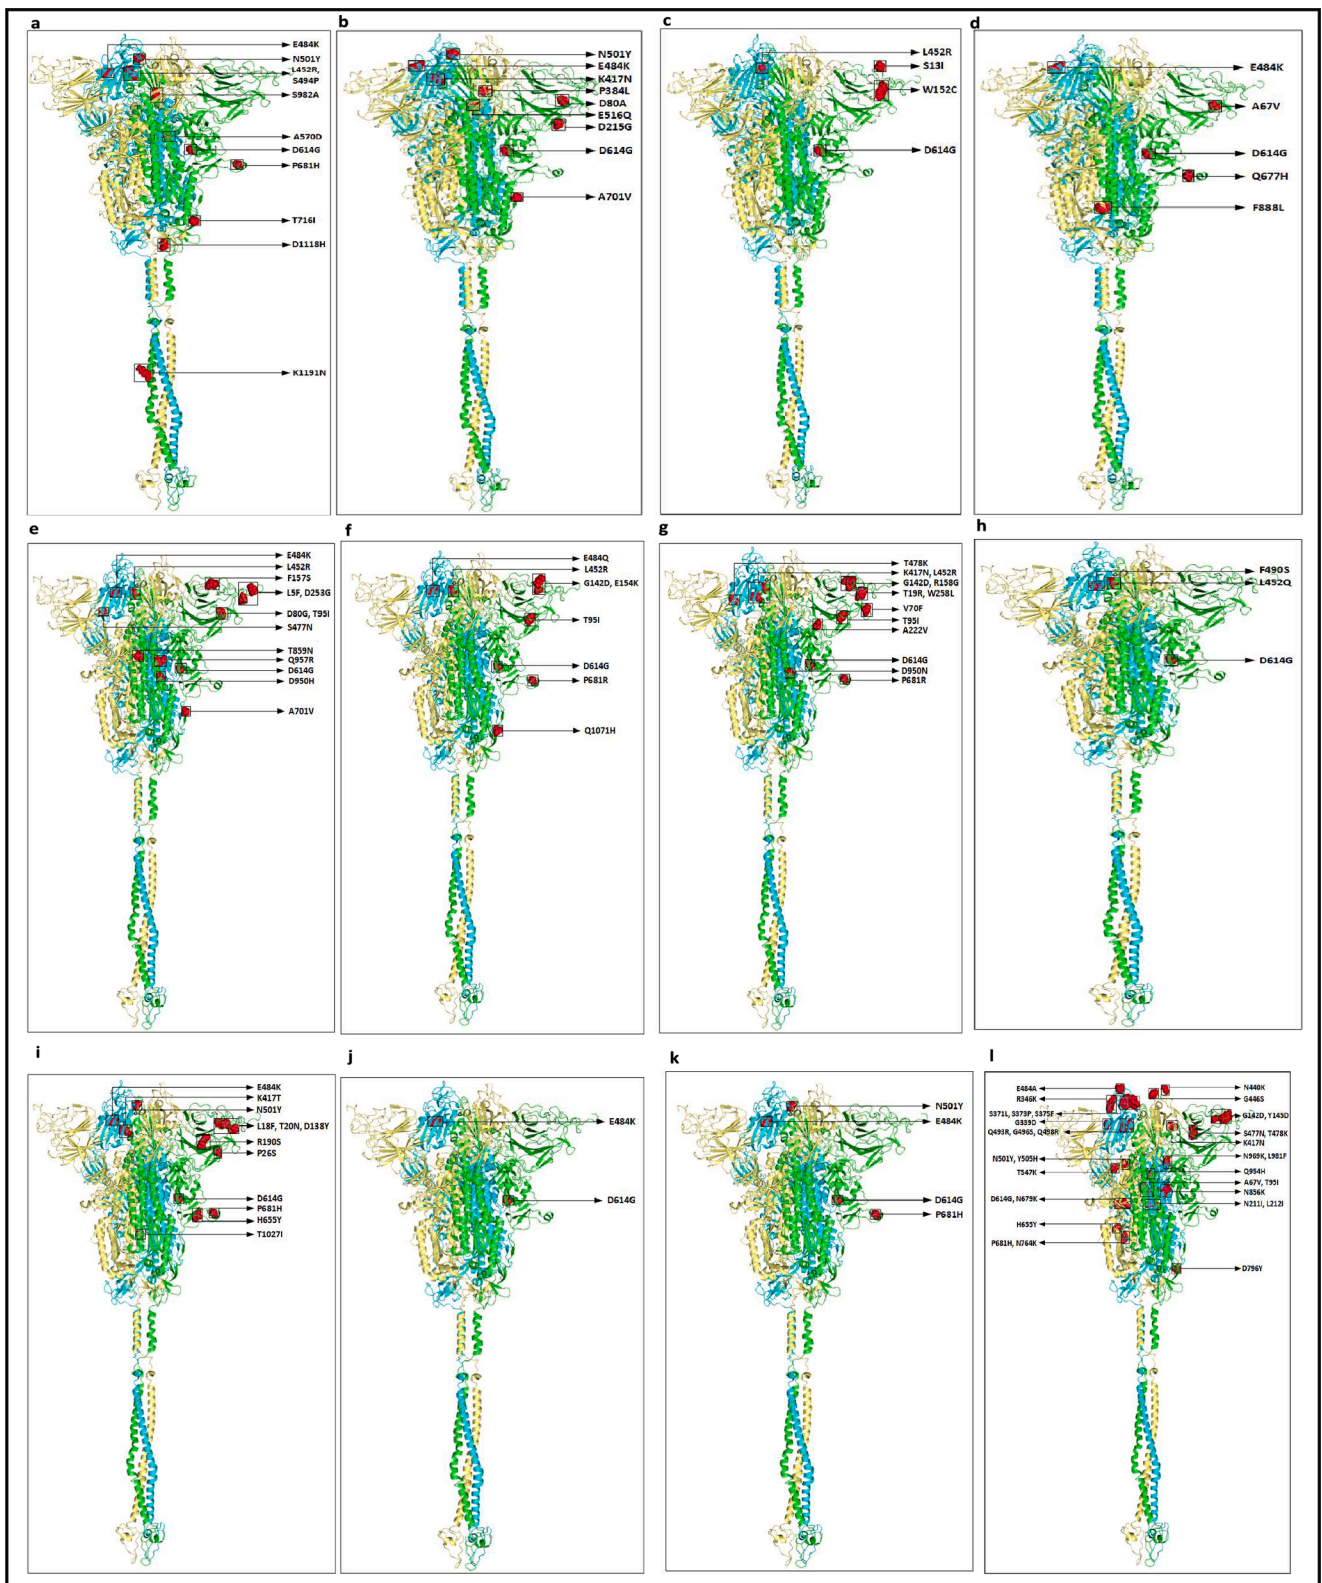 a
E484K
N501Y
L452R,
S494P
S982A
A570D
D614G
P681H
T716I
D1118H
K1191N
b
N501Y
E484K
K417N
P384L
D80A
E516Q
D215G
D614G
A701V
c
L452R
S13I
W152C
D614G
d
E484K
A67V
D614G
Q677H
F888L
e
E484K
L452R
F157S
L5F, D253G
D80G, T95I
S477N
T859N
Q957R
D614G
D950H
A701V
f
E484Q
L452R
G142D, E154K
T95I
D614G
P681R
Q1071H
g
T478K
K417N, L452R
G142D, R158G
T19R, W258L
V70F
T95I
A222V
D614G
D950N
P681R
h
F490S
L452Q
D614G
i
E484K
K417T
N501Y
L18F, T20N, D138Y
R190S
P26S
D614G
P681H
H655Y
T1027I
j
E484K
D614G
k
N501Y
E484K
D614G
P681H
l
E484A
R346K
S371L, S373P, S375F
G339D
Q493R, G496S, Q498R
N501Y, Y505H
T547K
D614G, N679K
H655Y
P681H, N764K
N440K
G446S
G142D, Y145D
S477N, T478K
K417N
N969K, L981F
Q954H
A67V, T95I
N856K
N211I, L212I
D796Y